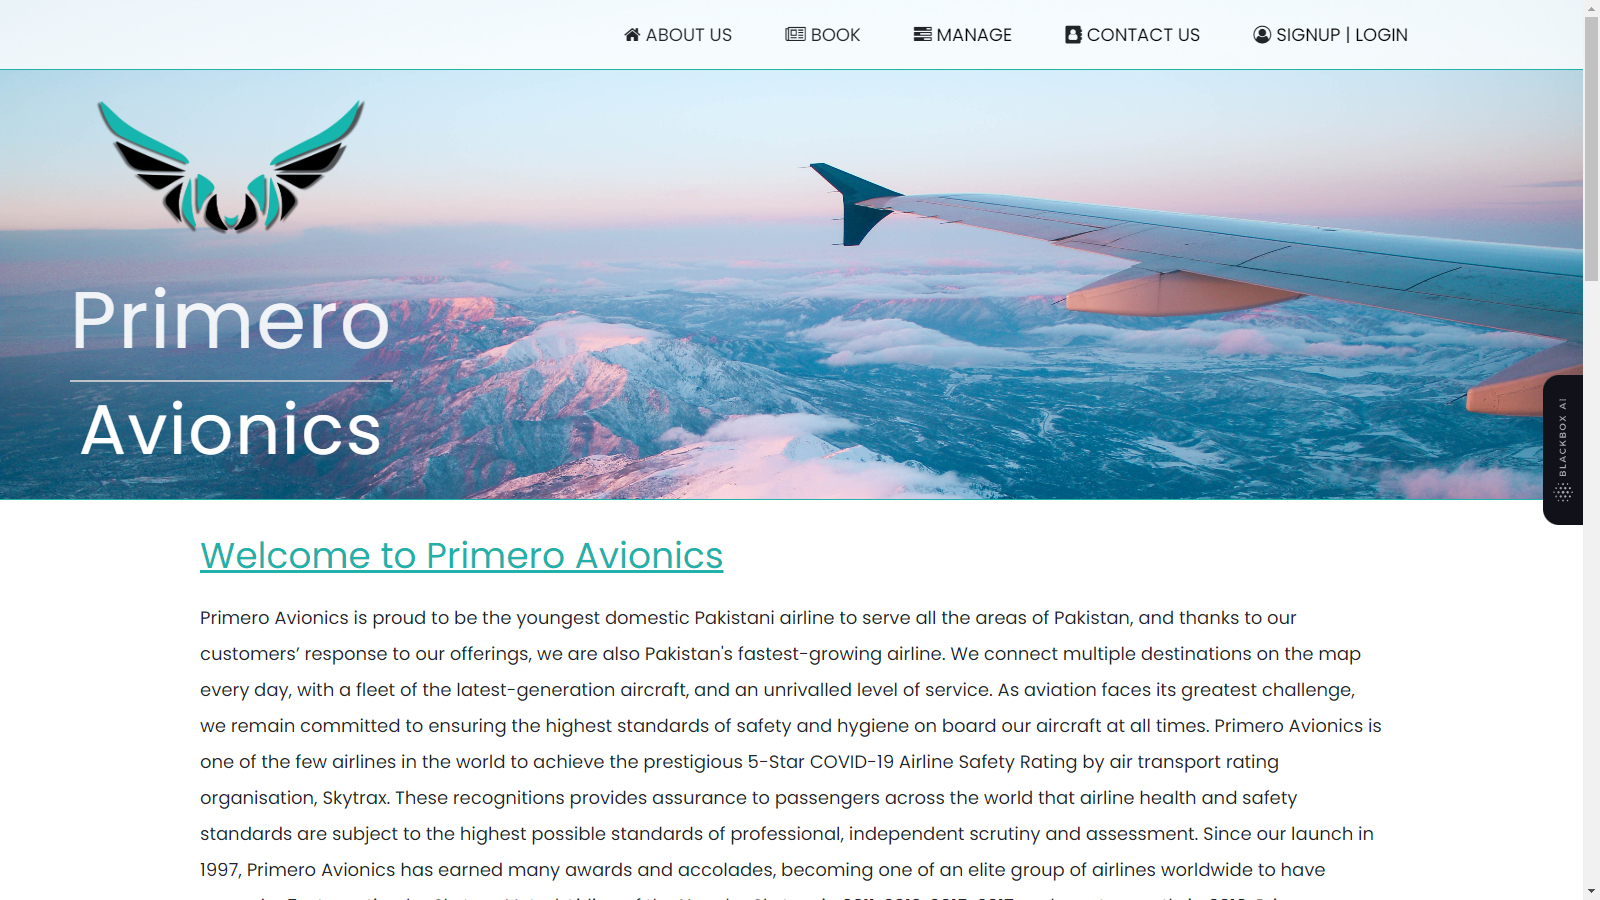 ABOUT US
BOOK
MANAGE
CONTACT US
SIGNUP | LOGIN
Primero
Avionics
BLACKBOX AI
Welcome to Primero Avionics
Primero Avionics is proud to be the youngest domestic Pakistani airline to serve all the areas of Pakistan, and thanks to our
customers’ response to our offerings, we are also Pakistan's fastest-growing airline. We connect multiple destinations on the map
every day, with a fleet of the latest-generation aircraft, and an unrivalled level of service. As aviation faces its greatest challenge,
we remain committed to ensuring the highest standards of safety and hygiene on board our aircraft at all times. Primero Avionics is
one of the few airlines in the world to achieve the prestigious 5-Star COVID-19 Airline Safety Rating by air transport rating
organisation, Skytrax. These recognitions provides assurance to passengers across the world that airline health and safety
standards are subject to the highest possible standards of professional, independent scrutiny and assessment. Since our launch in
1997, Primero Avionics has earned many awards and accolades, becoming one of an elite group of airlines worldwide to have